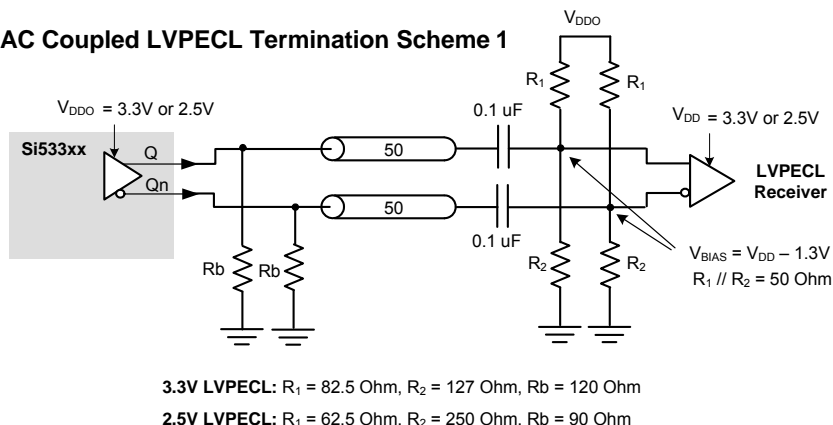 AC Coupled LVPECL Termination Scheme 1
VDDO
R1
R1
VDDO = 3.3V or 2.5V
0.1 uF
VDD = 3.3V or 2.5V
Si533xx
Q
50
Qn
50
LVPECL
Receiver
0.1 uF
Rb
Rb
R2
R2
VBIAS = VDD – 1.3V
R1 // R2 = 50 Ohm
3.3V LVPECL: R1 = 82.5 Ohm, R2 = 127 Ohm, Rb = 120 Ohm
2.5V LVPECL: R1 = 62.5 Ohm, R2 = 250 Ohm, Rb = 90 Ohm